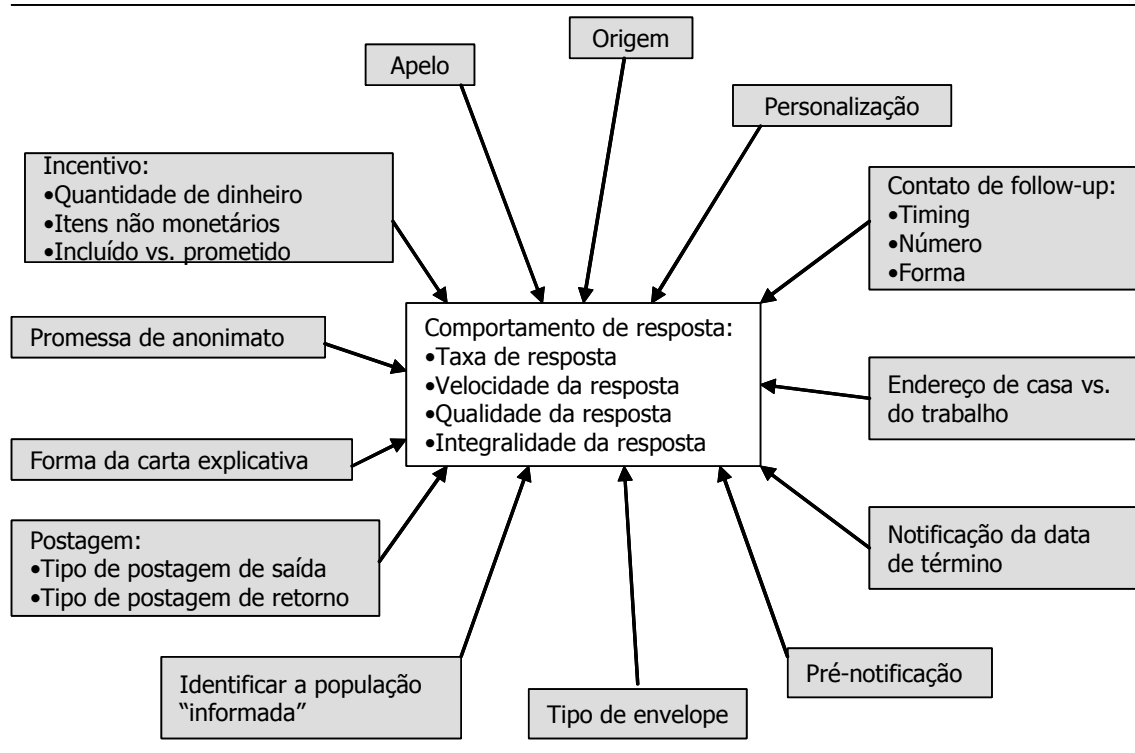 Origem
Apelo
Personalização
Incentivo:
•Quantidade de dinheiro
•Itens não monetários
•Incluído vs. prometido
Contato de follow-up:
•Timing
•Número
•Forma
Promessa de anonimato
Comportamento de resposta:
•Taxa de resposta
•Velocidade da resposta
•Qualidade da resposta
•Integralidade da resposta
Endereço de casa vs.
do trabalho
Forma da carta explicativa
Postagem:
•Tipo de postagem de saída
•Tipo de postagem de retorno
Notificação da data
de término
Identificar a população
“informada”
Tipo de envelope
Pré-notificação